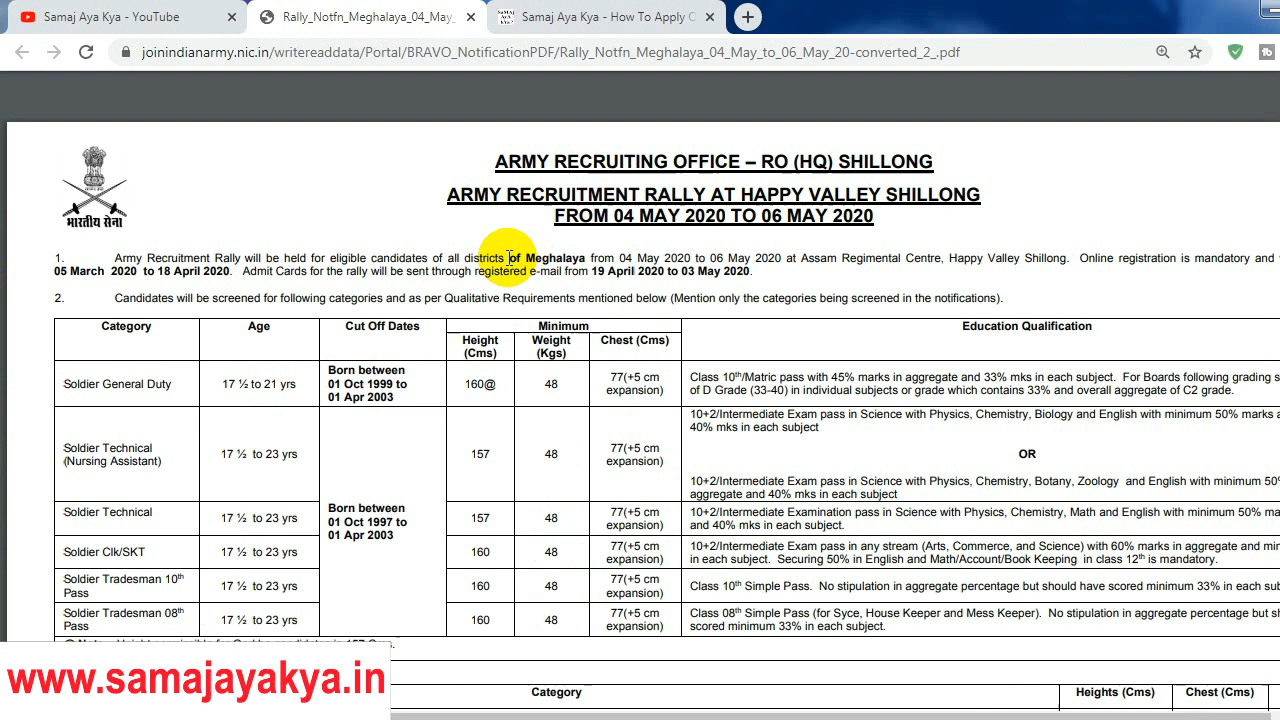 Samaj Aya Kya - YouTube
Rally_Notfn_Meghalaya_04_May_
Samaj Aya Kya - How To Apply O
joinindianarmy.nic.in/writereaddata/Portal/BRAVO_NotificationPDF/Rally_Notfn_Meghalaya_04_May_to_06_May_20-converted_2_.pdf
भारतीय सेना
ARMY RECRUITING OFFICE – RO (HQ) SHILLONG
ARMY RECRUITMENT RALLY AT HAPPY VALLEY SHILLONG
FROM 04 MAY 2020 TO 06 MAY 2020
1. Army Recruitment Rally will be held for eligible candidates of all districts of Meghalaya from 04 May 2020 to 06 May 2020 at Assam Regimental Centre, Happy Valley Shillong. Online registration is mandatory and
05 March 2020 to 18 April 2020. Admit Cards for the rally will be sent through registered e-mail from 19 April 2020 to 03 May 2020.
2. Candidates will be screened for following categories and as per Qualitative Requirements mentioned below (Mention only the categories being screened in the notifications).
Category Age Cut Off Dates Minimum Education Qualification
Height (Cms) Weight (Kgs) Chest (Cms)
Soldier General Duty 17 ½ to 21 yrs Born between 01 Oct 1999 to 01 Apr 2003 160@ 48 77(+5 cm expansion) Class 10th/Matric pass with 45% marks in aggregate and 33% mks in each subject. For Boards following grading s
of D Grade (33-40) in individual subjects or grade which contains 33% and overall aggregate of C2 grade.
Soldier Technical (Nursing Assistant) 17 ½ to 23 yrs 157 48 77(+5 cm expansion) 10+2/Intermediate Exam pass in Science with Physics, Chemistry, Biology and English with minimum 50% marks
40% mks in each subject
OR
10+2/Intermediate Exam pass in Science with Physics, Chemistry, Botany, Zoology and English with minimum 50%
aggregate and 40% mks in each subject
Born between 01 Oct 1997 to 01 Apr 2003
Soldier Technical 17 ½ to 23 yrs 157 48 77(+5 cm expansion) 10+2/Intermediate Examination pass in Science with Physics, Chemistry, Math and English with minimum 50% ma
and 40% mks in each subject.
Soldier Clk/SKT 17 ½ to 23 yrs 160 48 77(+5 cm expansion) 10+2/Intermediate Exam pass in any stream (Arts, Commerce, and Science) with 60% marks in aggregate and min
in each subject. Securing 50% in English and Math/Account/Book Keeping in class 12th is mandatory.
Soldier Tradesman 10th Pass 17 ½ to 23 yrs 160 48 77(+5 cm expansion) Class 10th Simple Pass. No stipulation in aggregate percentage but should have scored minimum 33% in each sub
Soldier Tradesman 08th Pass 17 ½ to 23 yrs 160 48 77(+5 cm expansion) Class 08th Simple Pass (for Syce, House Keeper and Mess Keeper). No stipulation in aggregate percentage but sh
scored minimum 33% in each subject.
www.samajayakya.in
Category Heights (Cms) Chest (Cms)